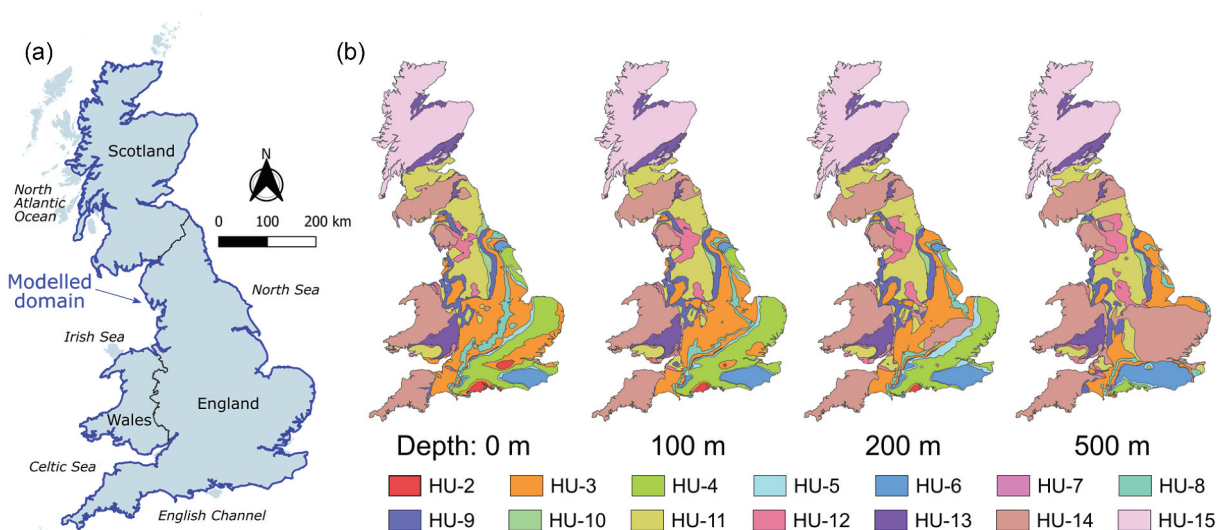 (a)
Scotland
North
Atlantic
Ocean
N
0 100 200 km
Modelled
domain
North Sea
Irish Sea
England
Wales
Celtic Sea
English Channel
(b)
Depth: 0 m 100 m 200 m 500 m
HU-2 HU-3 HU-4 HU-5 HU-6 HU-7 HU-8
HU-9 HU-10 HU-11 HU-12 HU-13 HU-14 HU-15